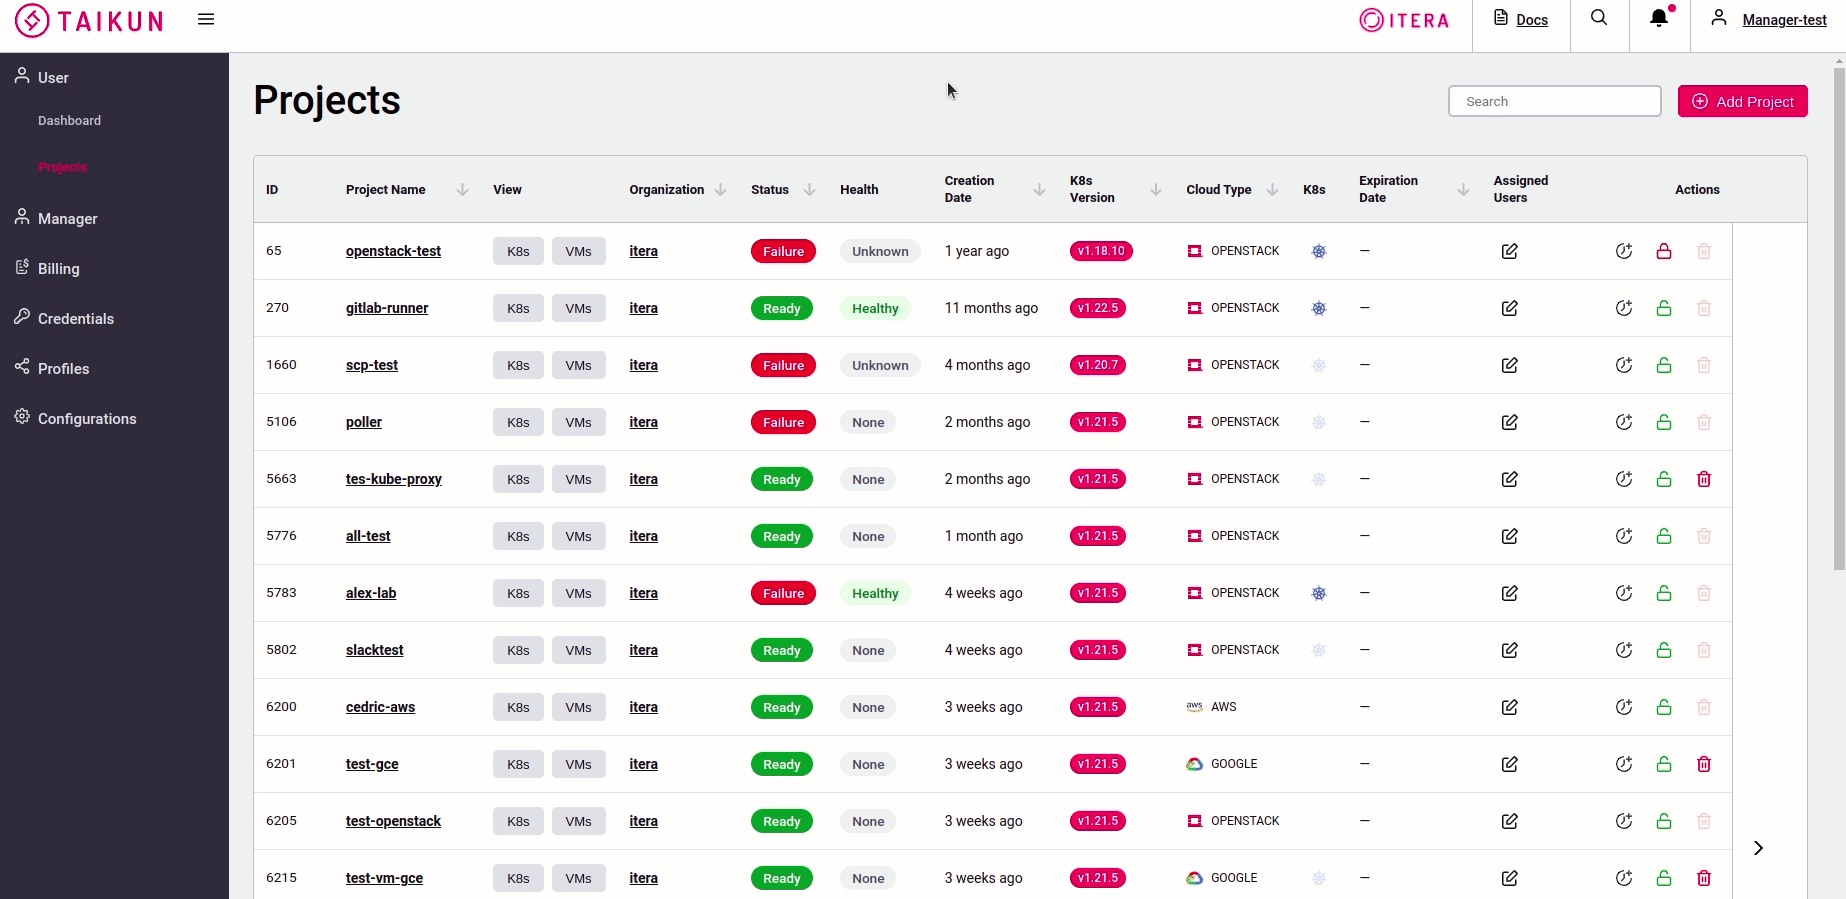 TAIKUN
ITERA
Docs
Manager-test
User
Dashboard
Projects
Manager
Billing
Credentials
Profiles
Configurations
Projects
Search
Add Project
ID Project Name View Organization Status Health Creation Date K8s Version Cloud Type K8s Expiration Date Assigned Users Actions
65 openstack-test K8s VMs itera Failure Unknown 1 year ago v1.18.10 OPENSTACK –
270 gitlab-runner K8s VMs itera Ready Healthy 11 months ago v1.22.5 OPENSTACK –
1660 scp-test K8s VMs itera Failure Unknown 4 months ago v1.20.7 OPENSTACK –
5106 poller K8s VMs itera Failure None 2 months ago v1.21.5 OPENSTACK –
5663 tes-kube-proxy K8s VMs itera Ready None 2 months ago v1.21.5 OPENSTACK –
5776 all-test K8s VMs itera Ready None 1 month ago v1.21.5 OPENSTACK –
5783 alex-lab K8s VMs itera Failure Healthy 4 weeks ago v1.21.5 OPENSTACK –
5802 slacktest K8s VMs itera Ready None 4 weeks ago v1.21.5 OPENSTACK –
6200 cedric-aws K8s VMs itera Ready None 3 weeks ago v1.21.5 aws AWS –
6201 test-gce K8s VMs itera Ready None 3 weeks ago v1.21.5 GOOGLE –
6205 test-openstack K8s VMs itera Ready None 3 weeks ago v1.21.5 OPENSTACK –
6215 test-vm-gce K8s VMs itera Ready None 3 weeks ago v1.21.5 GOOGLE –